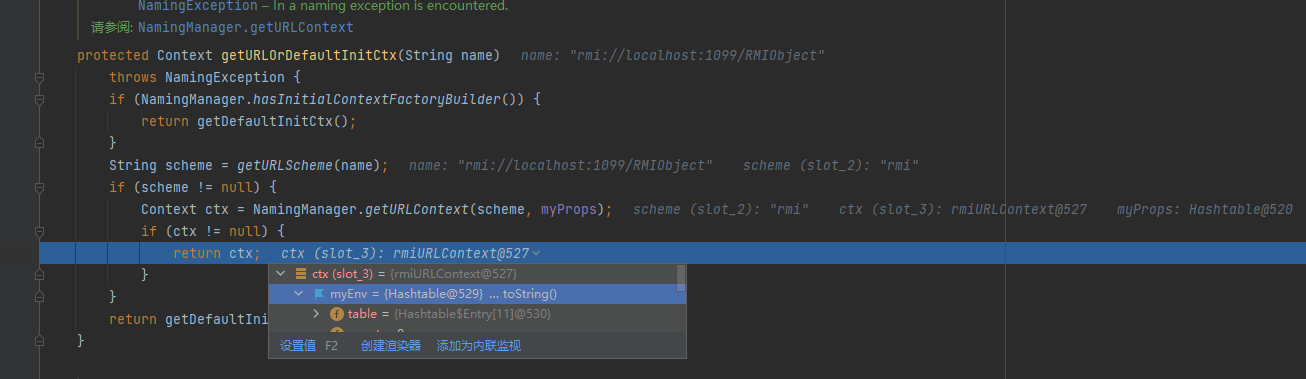 NamingException – In a naming exception is encountered.
请参阅: NamingManager.getURLContext
protected Context getURLOrDefaultInitCtx(String name)   name: "rmi://localhost:1099/RMIObject"
throws NamingException {
if (NamingManager.hasInitialContextFactoryBuilder()) {
return getDefaultInitCtx();
}
String scheme = getURLScheme(name);   name: "rmi://localhost:1099/RMIObject"    scheme (slot_2): "rmi"
if (scheme != null) {
Context ctx = NamingManager.getURLContext(scheme, myProps);   scheme (slot_2): "rmi"    ctx (slot_3): rmiURLContext@527    myProps: Hashtable@520
if (ctx != null) {
return ctx;   ctx (slot_3): rmiURLContext@527
ctx (slot_3) = {rmiURLContext@527}
}
myEnv = {Hashtable@529} ... toString()
}
table = {Hashtable$Entry[11]@530}
return getDefaultIni
}
设置值 F2   创建渲染器   添加为内联监视